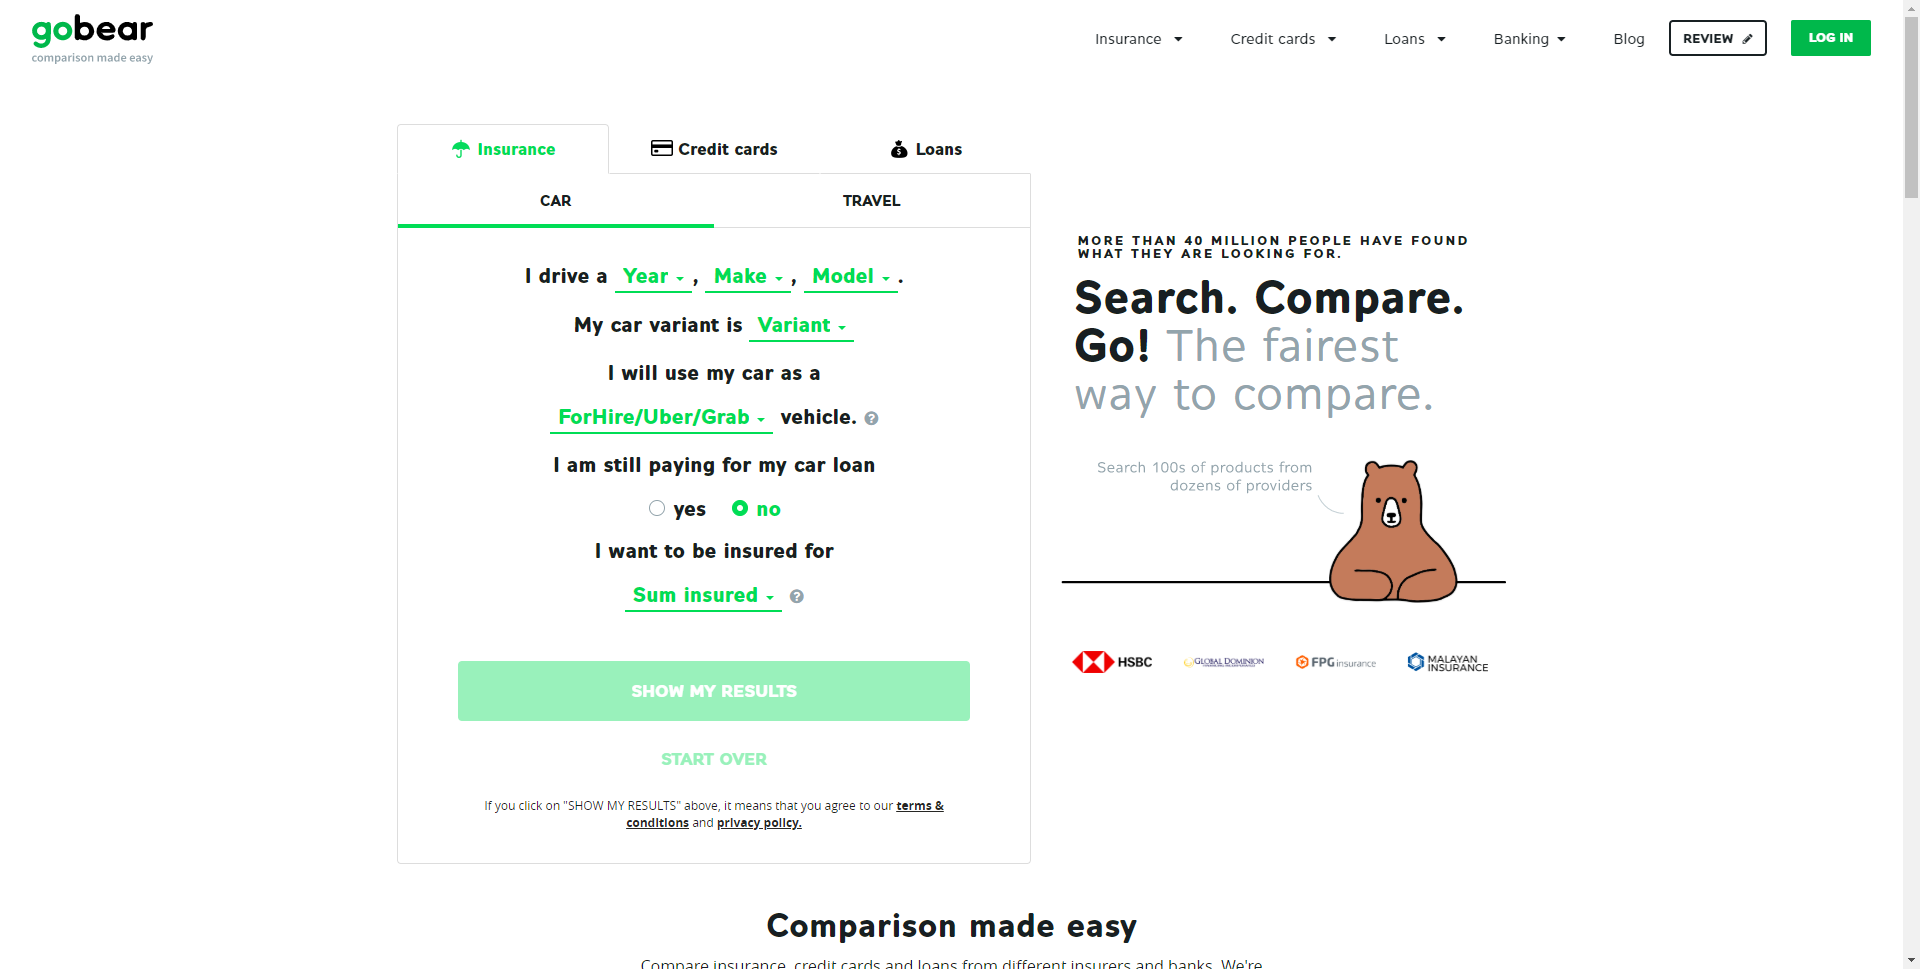 gobear
comparison made easy
Insurance
Credit cards
Loans
Banking
Blog
REVIEW
LOG IN
Insurance
Credit cards
Loans
CAR
TRAVEL
I drive a Year , Make , Model .
My car variant is Variant
I will use my car as a
ForHire/Uber/Grab vehicle. ?
I am still paying for my car loan
yes no
I want to be insured for
Sum insured ?
SHOW MY RESULTS
START OVER
If you click on "SHOW MY RESULTS" above, it means that you agree to our terms &
conditions and privacy policy.
MORE THAN 40 MILLION PEOPLE HAVE FOUND
WHAT THEY ARE LOOKING FOR.
Search. Compare.
Go! The fairest
way to compare.
Search 100s of products from
dozens of providers
HSBC
GLOBAL DOMINION
FPG insurance
MALAYAN
INSURANCE
Comparison made easy
Compare insurance, credit cards and loans from different insurers and banks. We're